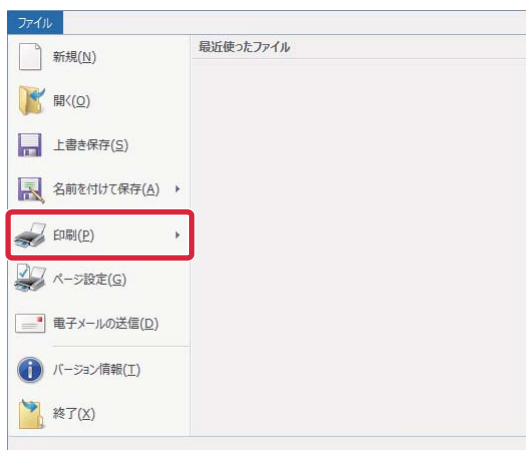 ファイル
新規(N)
最近使ったファイル
開く(O)
上書き保存(S)
名前を付けて保存(A)
印刷(P)
ページ設定(G)
電子メールの送信(D)
バージョン情報(T)
終了(X)